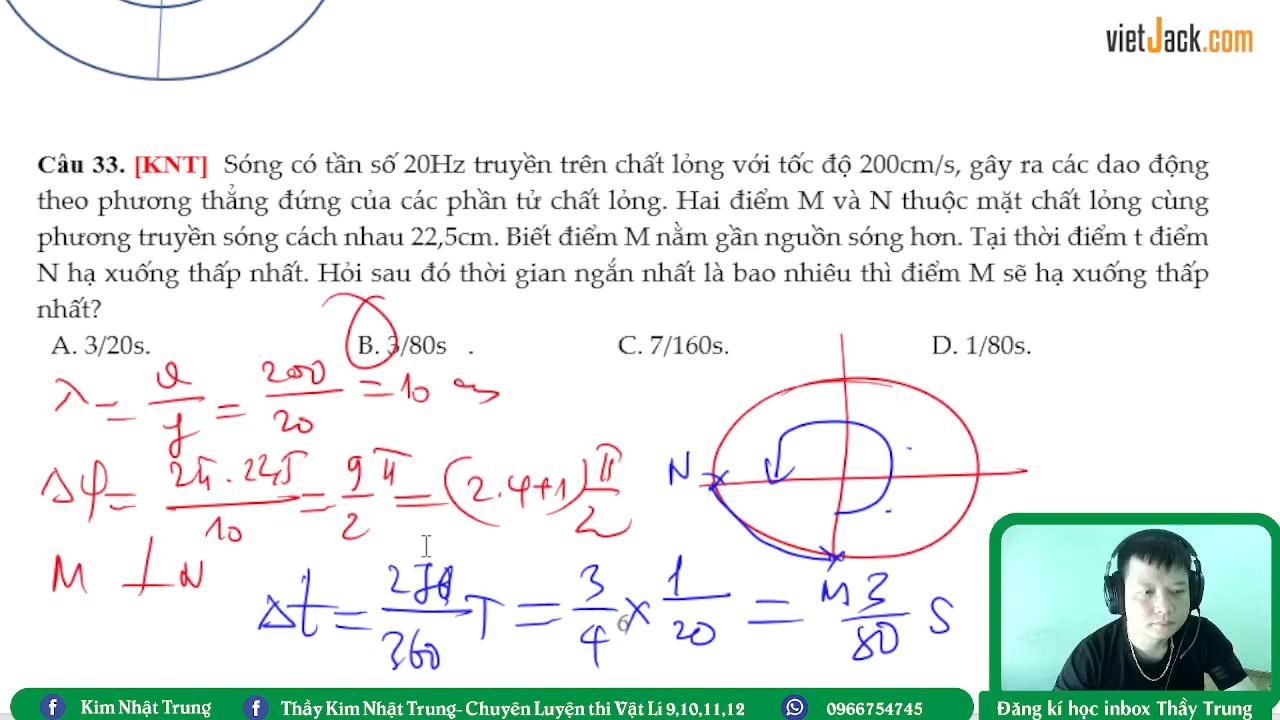 vietJack.com
Câu 33. [KNT] Sóng có tần số 20Hz truyền trên chất lỏng với tốc độ 200cm/s, gây ra các dao động
theo phương thẳng đứng của các phần tử chất lỏng. Hai điểm M và N thuộc mặt chất lỏng cùng
phương truyền sóng cách nhau 22,5cm. Biết điểm M nằm gần nguồn sóng hơn. Tại thời điểm t điểm
N hạ xuống thấp nhất. Hỏi sau đó thời gian ngắn nhất là bao nhiêu thì điểm M sẽ hạ xuống thấp
nhất?
A. 3/20s. B. 3/80s . C. 7/160s. D. 1/80s.
λ = v/f = 200/20 = 10 cm
Δφ = 2π.22,5/10 = 9π/2 = (2.4+1)π/2
N
M ⊥ N
M
Δt = 270/360 T = 3/4 x 1/20 = 3/80 s
6
Kim Nhật Trung
Thầy Kim Nhật Trung- Chuyên Luyện thi Vật Lí 9,10,11,12
0966754745
Đăng kí học inbox Thầy Trung